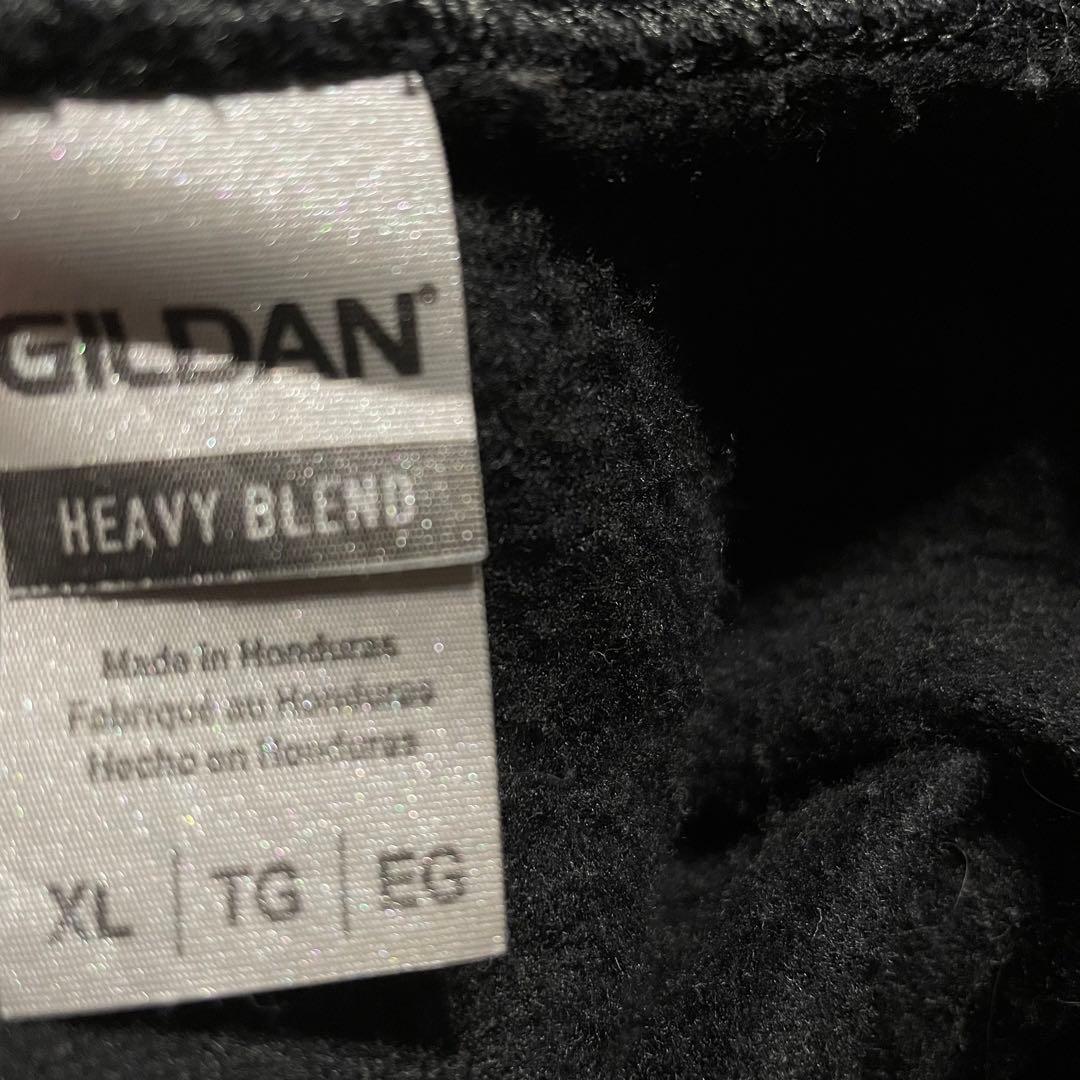 GILDAN®
HEAVY BLEND
Made in Honduras
Fabriqué au Honduras
Hecho en Honduras
XL | TG | EG